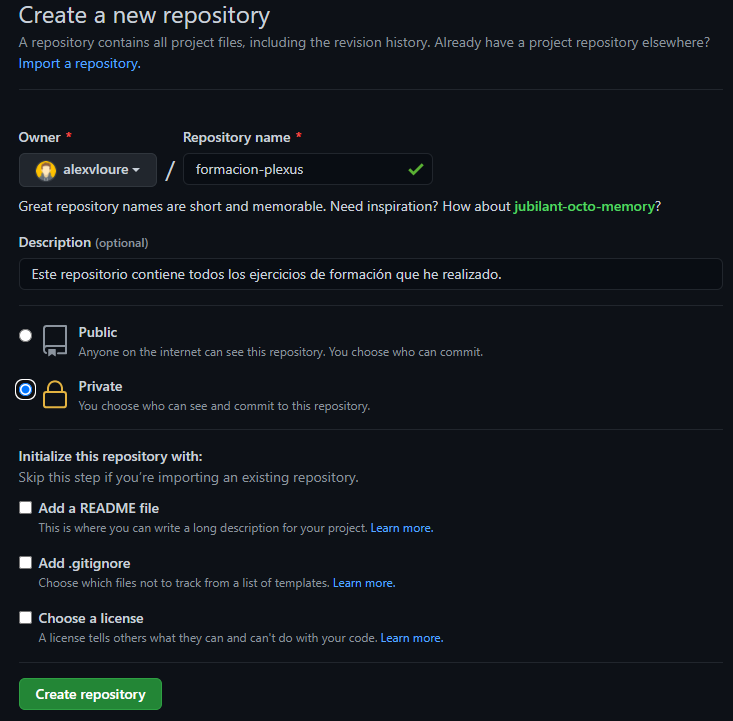 Create a new repository
A repository contains all project files, including the revision history. Already have a project repository elsewhere?
Import a repository.
Owner *
Repository name *
alexvloure
/
formacion-plexus
Great repository names are short and memorable. Need inspiration? How about jubilant-octo-memory?
Description (optional)
Este repositorio contiene todos los ejercicios de formación que he realizado.
Public
Anyone on the internet can see this repository. You choose who can commit.
Private
You choose who can see and commit to this repository.
Initialize this repository with:
Skip this step if you're importing an existing repository.
Add a README file
This is where you can write a long description for your project. Learn more.
Add .gitignore
Choose which files not to track from a list of templates. Learn more.
Choose a license
A license tells others what they can and can't do with your code. Learn more.
Create repository